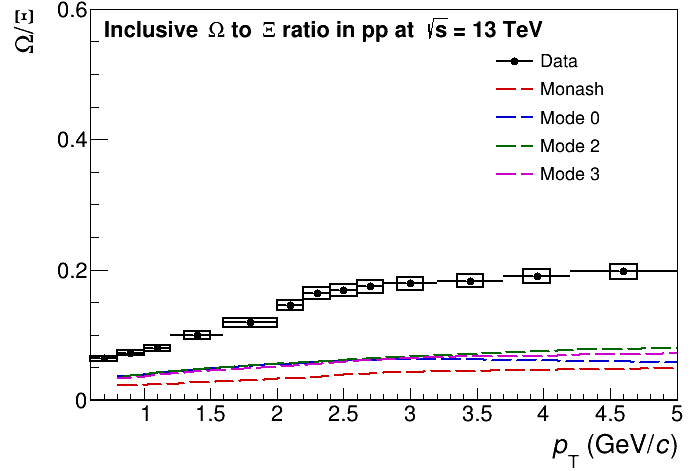 Ω/Ξ
0.6
Inclusive Ω to Ξ ratio in pp at √s = 13 TeV
Data
Monash
Mode 0
Mode 2
Mode 3
0.4
0.2
0
1
1.5
2
2.5
3
3.5
4
4.5
5
p_T (GeV/c)